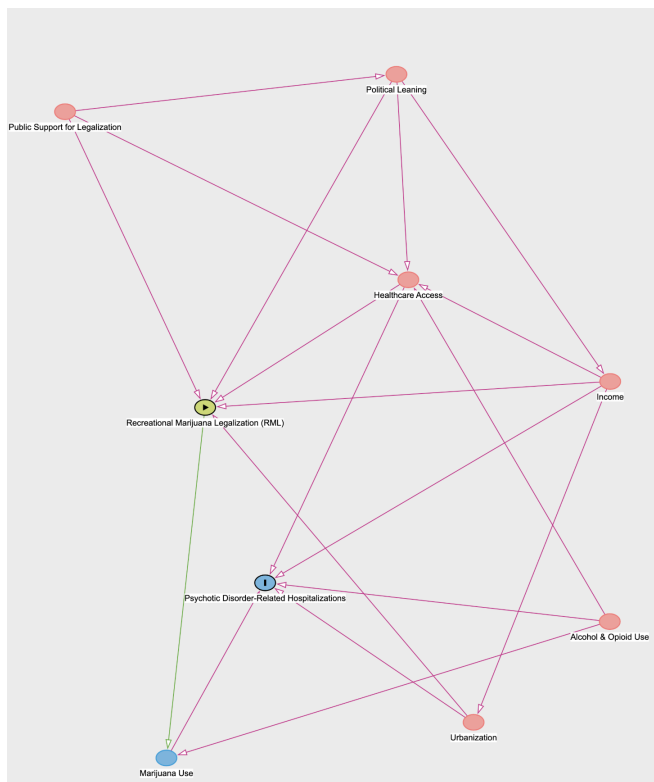 Political Leaning
Public Support for Legalization
Healthcare Access
Income
Recreational Marijuana Legalization (RML)
Psychotic Disorder-Related Hospitalizations
Alcohol & Opioid Use
Urbanization
Marijuana Use